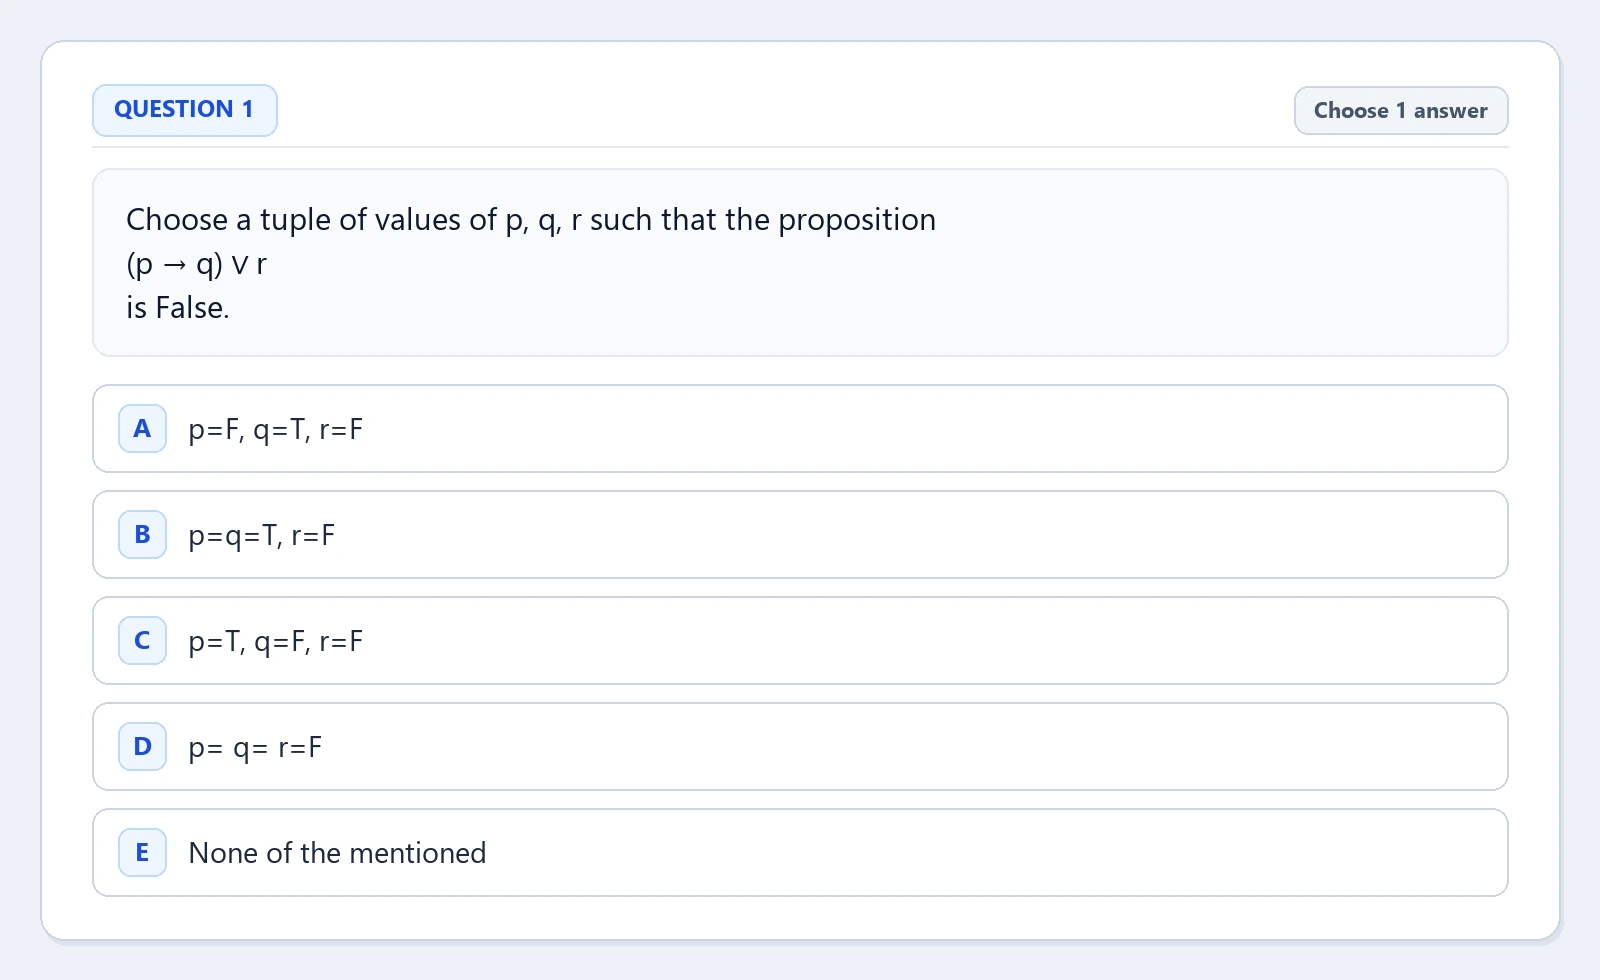 QUESTION 1
Choose 1 answer
Choose a tuple of values of p, q, r such that the proposition
(p → q) ∨ r
is False.
A p=F, q=T, r=F
B p=q=T, r=F
C p=T, q=F, r=F
D p= q= r=F
E None of the mentioned